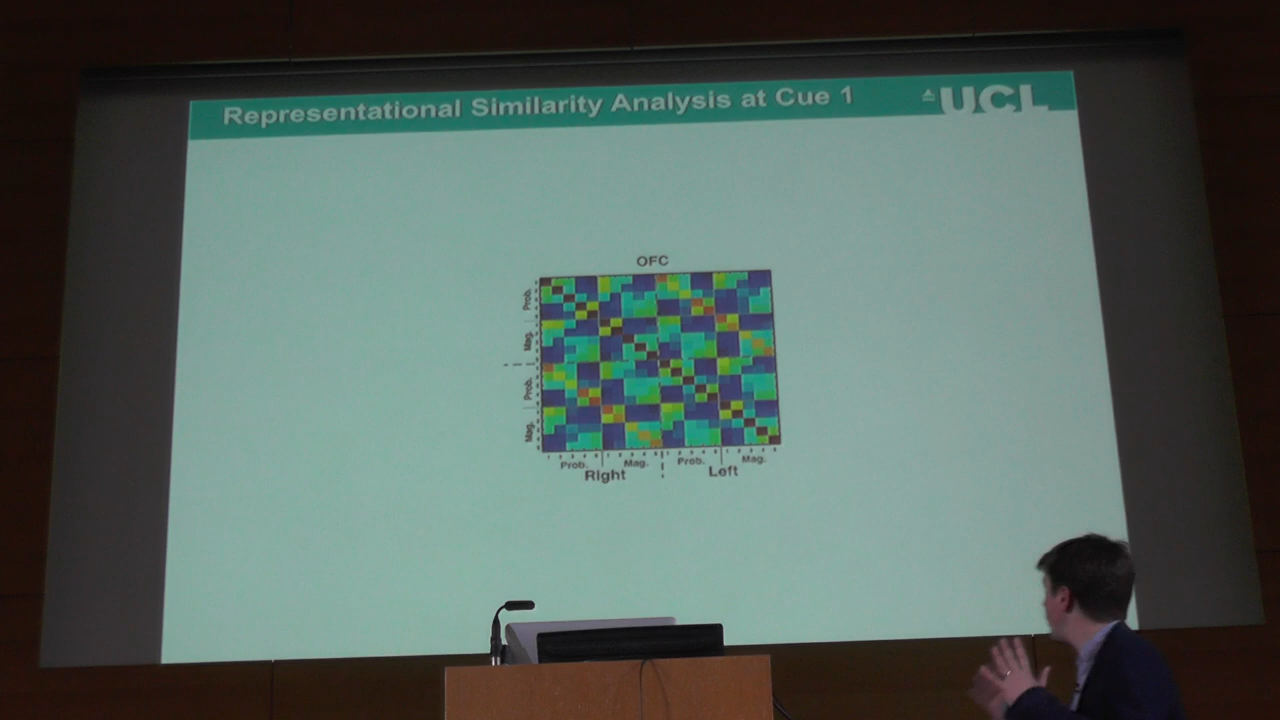 Representational Similarity Analysis at Cue 1
UCL
OFC
Prob.
Mag.
Prob.
Mag.
Prob. Mag. Prob. Mag.
Right Left